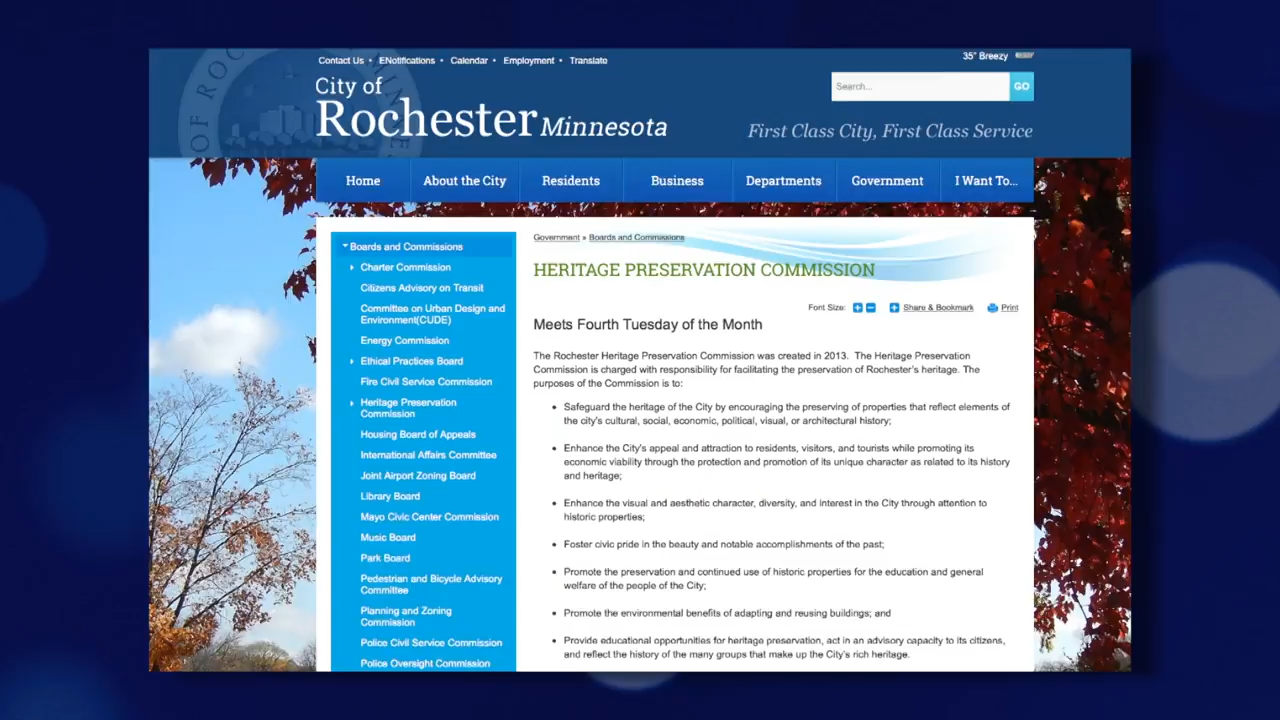 Contact Us • ENotifications • Calendar • Employment • Translate
35° Breezy
City of
Rochester Minnesota
Search...
GO
First Class City, First Class Service
Home
About the City
Residents
Business
Departments
Government
I Want To...
Boards and Commissions
Charter Commission
Citizens Advisory on Transit
Committee on Urban Design and
Environment(CUDE)
Energy Commission
Ethical Practices Board
Fire Civil Service Commission
Heritage Preservation
Commission
Housing Board of Appeals
International Affairs Committee
Joint Airport Zoning Board
Library Board
Mayo Civic Center Commission
Music Board
Park Board
Pedestrian and Bicycle Advisory
Committee
Planning and Zoning
Commission
Police Civil Service Commission
Police Oversight Commission
Government » Boards and Commissions
HERITAGE PRESERVATION COMMISSION
Font Size: + − + Share & Bookmark Print
Meets Fourth Tuesday of the Month
The Rochester Heritage Preservation Commission was created in 2013. The Heritage Preservation
Commission is charged with responsibility for facilitating the preservation of Rochester's heritage. The
purposes of the Commission is to:
• Safeguard the heritage of the City by encouraging the preserving of properties that reflect elements of
the city's cultural, social, economic, political, visual, or architectural history;
• Enhance the City's appeal and attraction to residents, visitors, and tourists while promoting its
economic viability through the protection and promotion of its unique character as related to its history
and heritage;
• Enhance the visual and aesthetic character, diversity, and interest in the City through attention to
historic properties;
• Foster civic pride in the beauty and notable accomplishments of the past;
• Promote the preservation and continued use of historic properties for the education and general
welfare of the people of the City;
• Promote the environmental benefits of adapting and reusing buildings; and
• Provide educational opportunities for heritage preservation, act in an advisory capacity to its citizens,
and reflect the history of the many groups that make up the City's rich heritage.